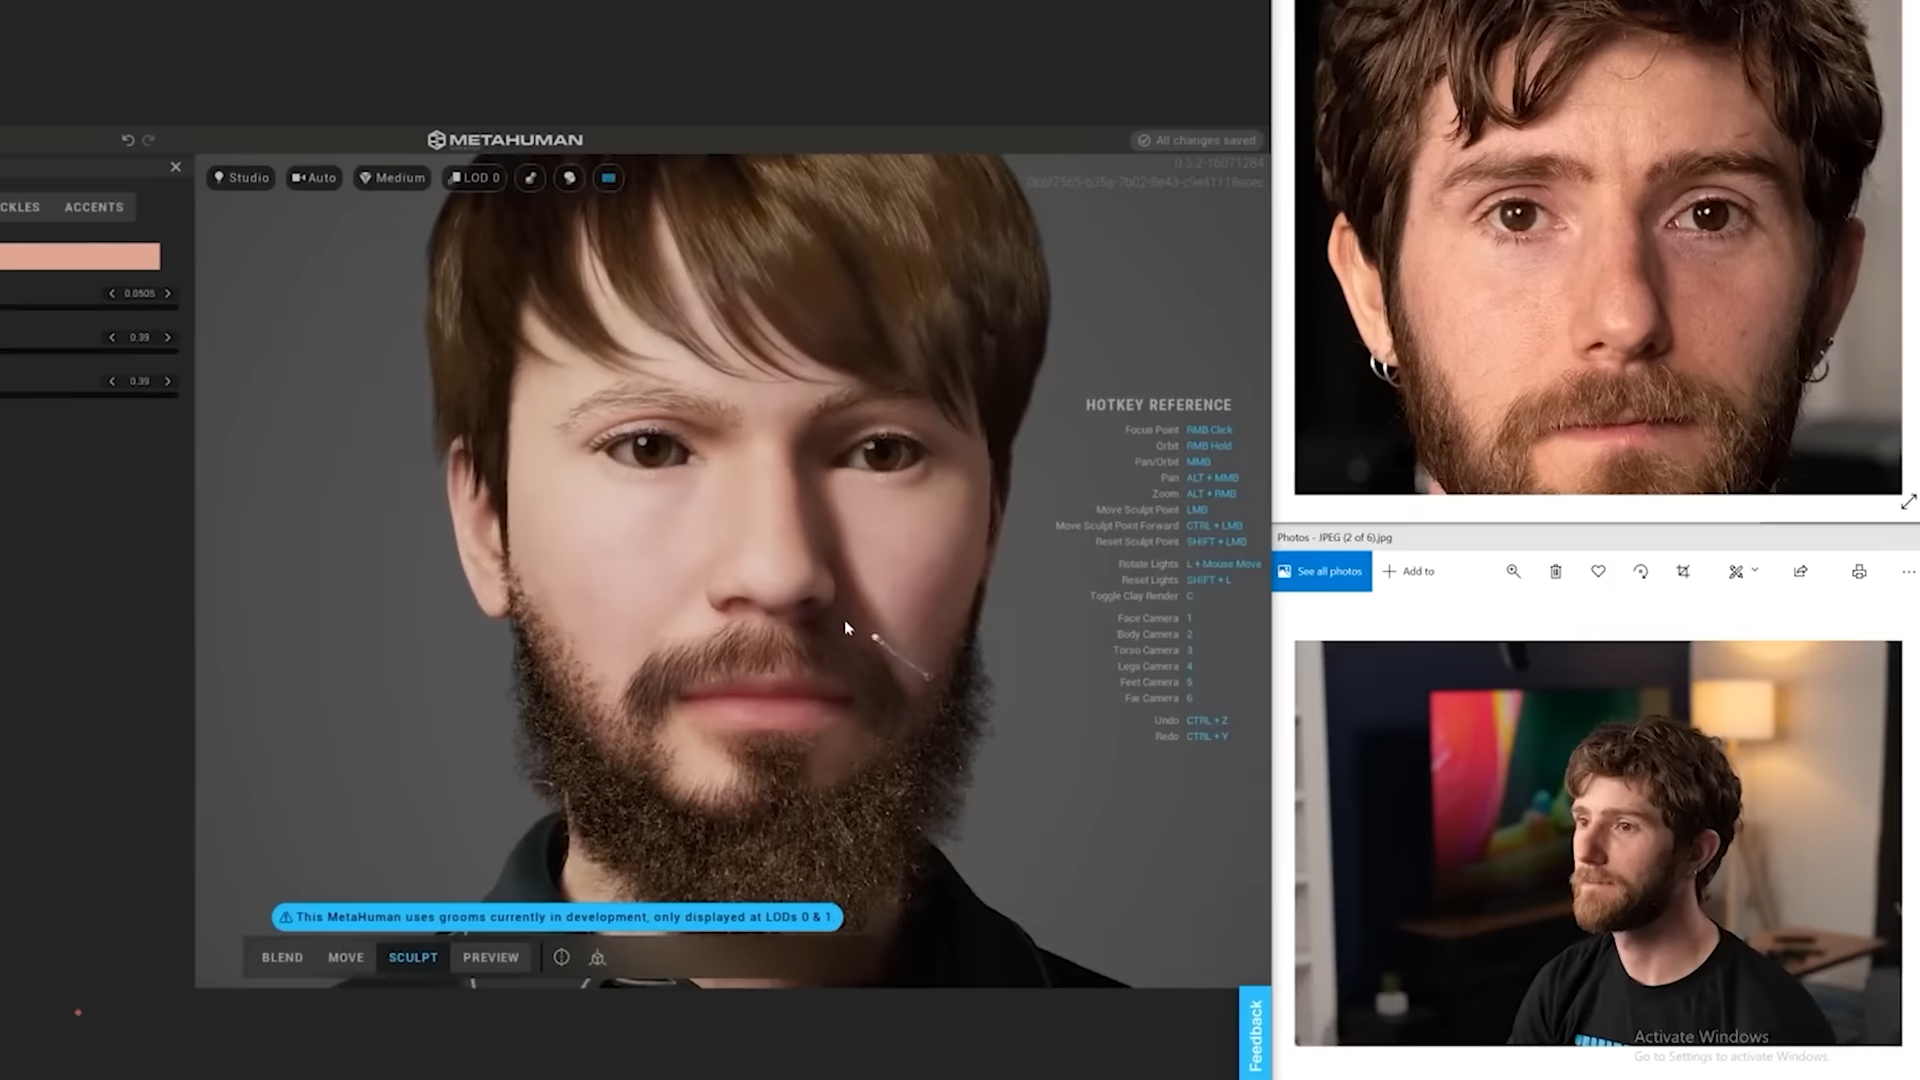 METAHUMAN
All changes saved
0.3.2-16071284
Studio
Auto
Medium
LOD 0
CKLES
ACCENTS
0.0505
0.39
0.39
HOTKEY REFERENCE
Focus Point RMB Click
Orbit RMB Hold
Pan/Orbit MMB
Pan ALT + MMB
Zoom ALT + RMB
Move Sculpt Point LMB
Move Sculpt Point Forward CTRL + LMB
Reset Sculpt Point SHIFT + LMB
Rotate Lights L + Mouse Move
Reset Lights SHIFT + L
Toggle Clay Render C
Face Camera 1
Body Camera 2
Torso Camera 3
Legs Camera 4
Feet Camera 5
Far Camera 6
Undo CTRL + Z
Redo CTRL + Y
This MetaHuman uses grooms currently in development, only displayed at LODs 0 & 1.
BLEND
MOVE
SCULPT
PREVIEW
Feedback
Photos - JPEG (2 of 6).jpg
See all photos
Add to
Activate Windows
Go to Settings to activate Windows.